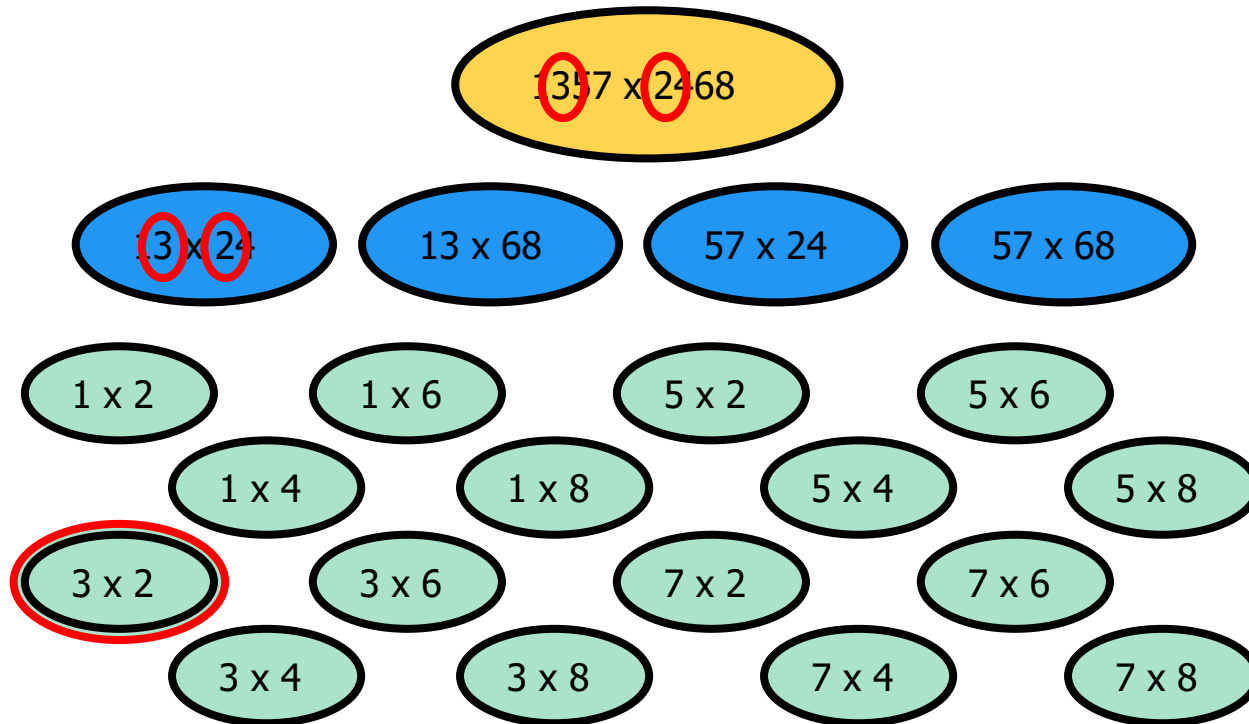 1357 x 2468
13 x 24 13 x 68 57 x 24 57 x 68
1 x 2 1 x 6 5 x 2 5 x 6
1 x 4 1 x 8 5 x 4 5 x 8
3 x 2 3 x 6 7 x 2 7 x 6
3 x 4 3 x 8 7 x 4 7 x 8